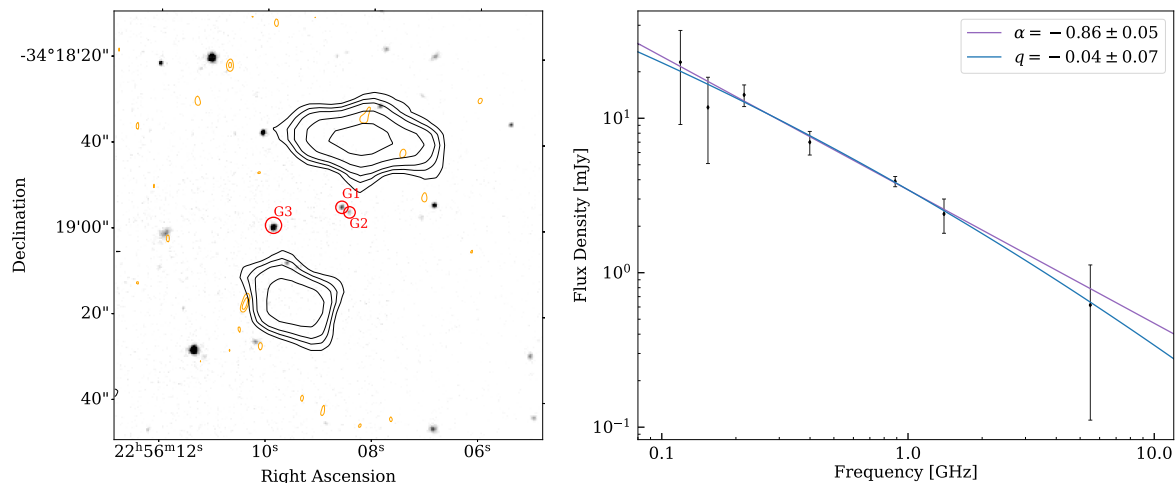 -34°18'20"
40"
19'00"
20"
40"
Declination
G1
G2
G3
22ʰ56ᵐ12ˢ
10ˢ
08ˢ
06ˢ
Right Ascension
α = −0.86 ± 0.05
q = −0.04 ± 0.07
10¹
10⁰
10⁻¹
Flux Density [mJy]
0.1
1.0
10.0
Frequency [GHz]